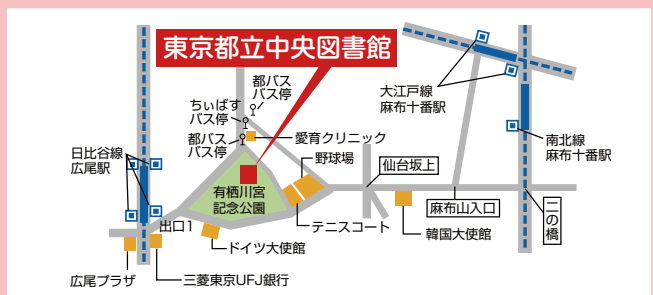 東京都立中央図書館
都バス
バス停
ちぃばす
バス停
都バス
バス停
愛育クリニック
野球場
大江戸線
麻布十番駅
南北線
麻布十番駅
日比谷線
広尾駅
仙台坂上
有栖川宮
記念公園
麻布山入口
二の橋
出口1
テニスコート
韓国大使館
ドイツ大使館
広尾プラザ
三菱東京UFJ銀行